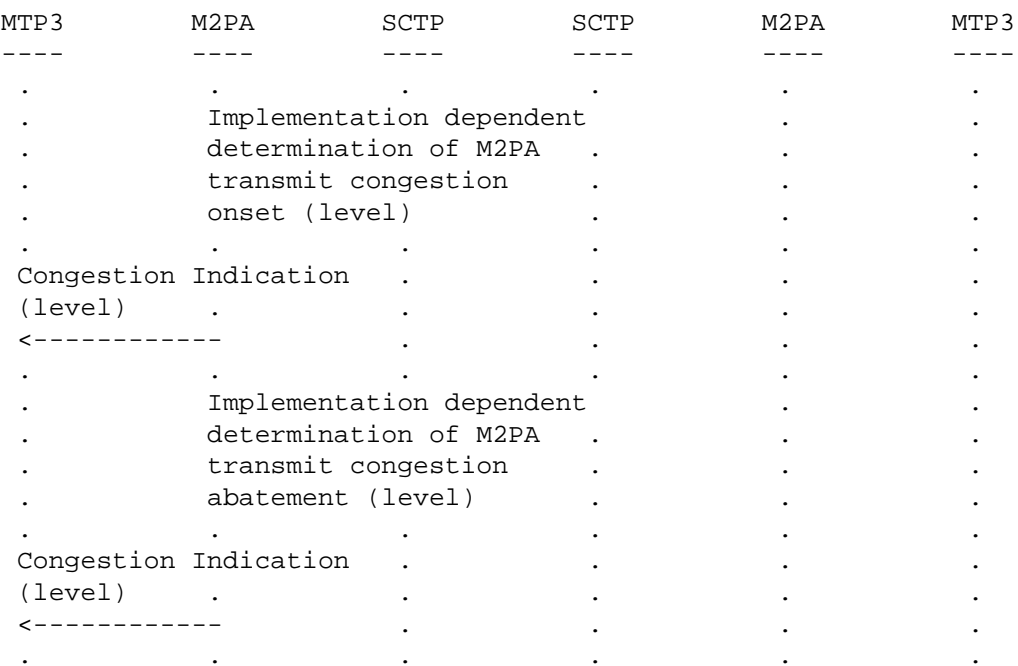 MTP3         M2PA         SCTP         SCTP         M2PA         MTP3
----         ----         ----         ----         ----         ----
 .            .            .            .            .            .
 .            Implementation dependent               .            .
 .            determination of M2PA     .            .            .
 .            transmit congestion       .            .            .
 .            onset (level)             .            .            .
 .            .            .            .            .            .
 Congestion Indication     .            .            .            .
 (level)      .            .            .            .            .
 <------------             .            .            .            .
 .            .            .            .            .            .
 .            Implementation dependent               .            .
 .            determination of M2PA     .            .            .
 .            transmit congestion       .            .            .
 .            abatement (level)         .            .            .
 .            .            .            .            .            .
 Congestion Indication     .            .            .            .
 (level)      .            .            .            .            .
 <------------             .            .            .            .
 .            .            .            .            .            .